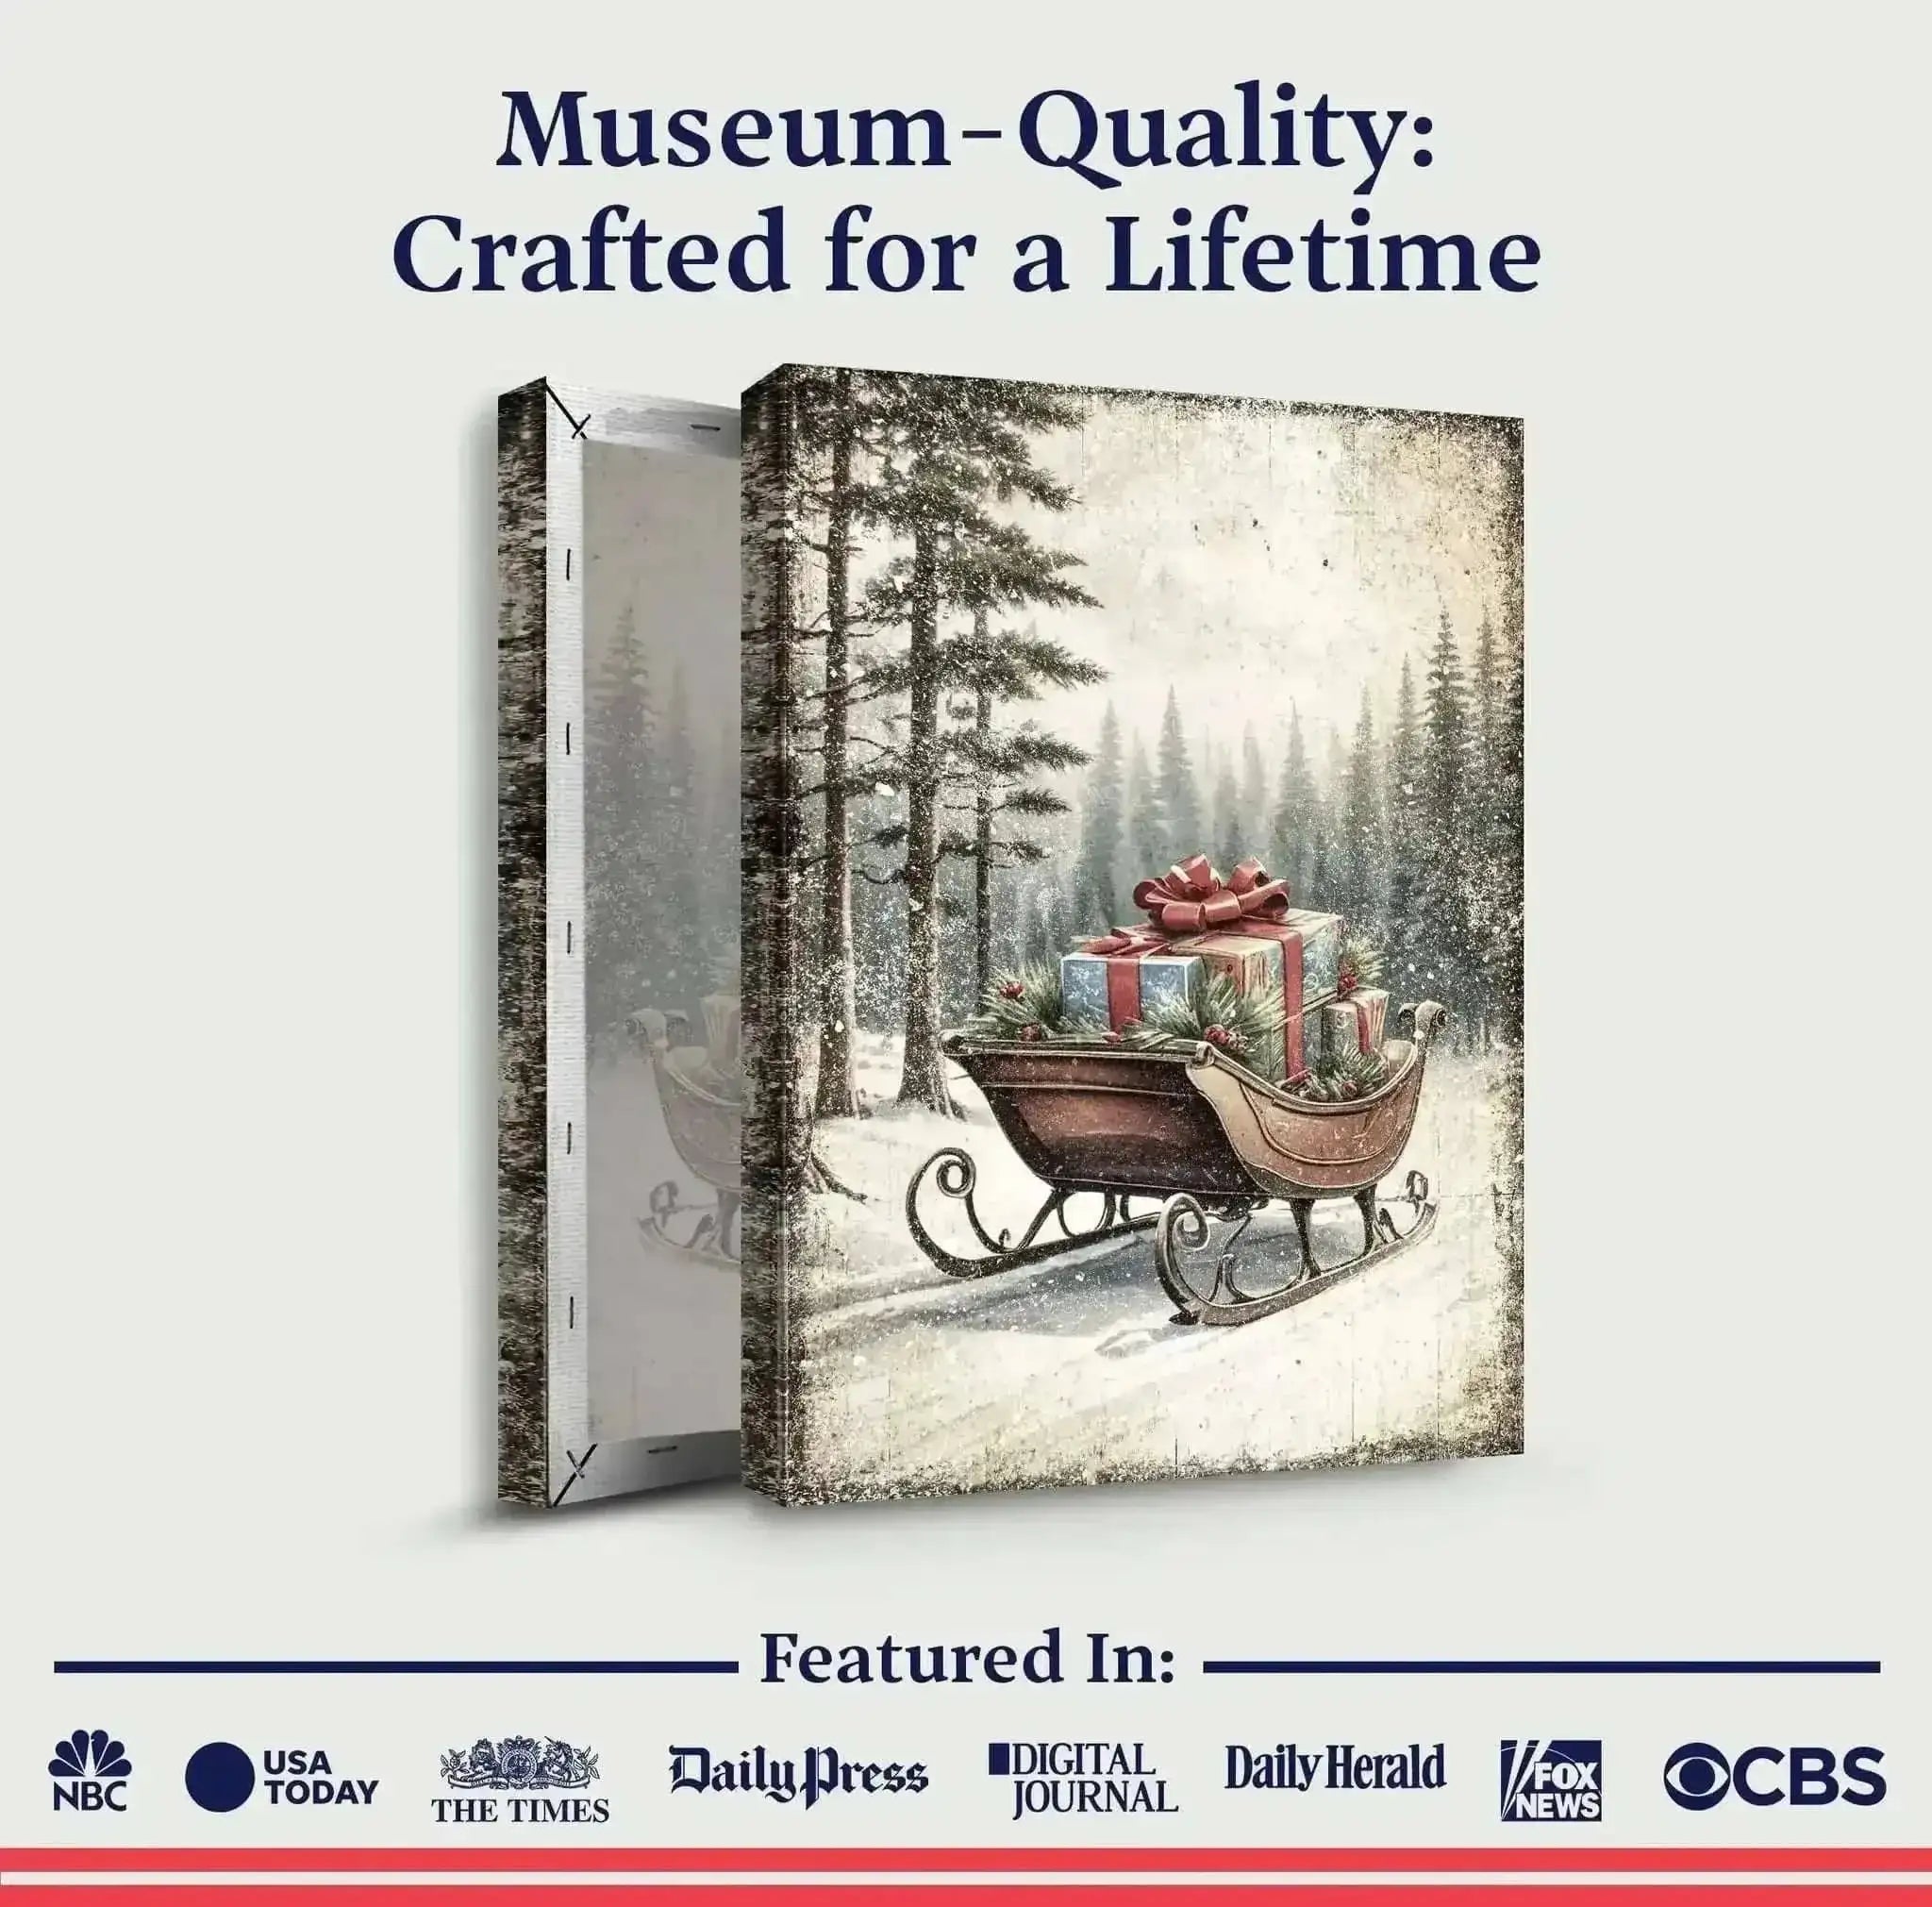 Museum-Quality:
Crafted for a Lifetime
Featured In:
NBC
USA
TODAY
THE TIMES
Daily Press
DIGITAL
JOURNAL
Daily Herald
FOX
NEWS
CBS